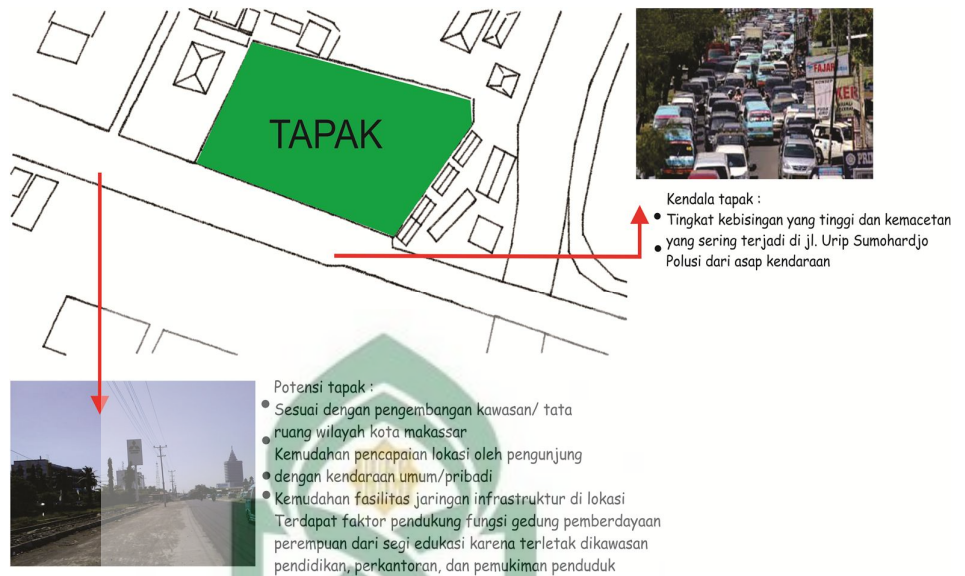 TAPAK
FAJAR
KER
PRI
Kendala tapak :
• Tingkat kebisingan yang tinggi dan kemacetan
• yang sering terjadi di jl. Urip Sumohardjo
Polusi dari asap kendaraan
Potensi tapak :
• Sesuai dengan pengembangan kawasan/ tata
ruang wilayah kota makassar
• Kemudahan pencapaian lokasi oleh pengunjung
• dengan kendaraan umum/pribadi
• Kemudahan fasilitas jaringan infrastruktur di lokasi
Terdapat faktor pendukung fungsi gedung pemberdayaan
perempuan dari segi edukasi karena terletak dikawasan
pendidikan, perkantoran, dan pemukiman penduduk